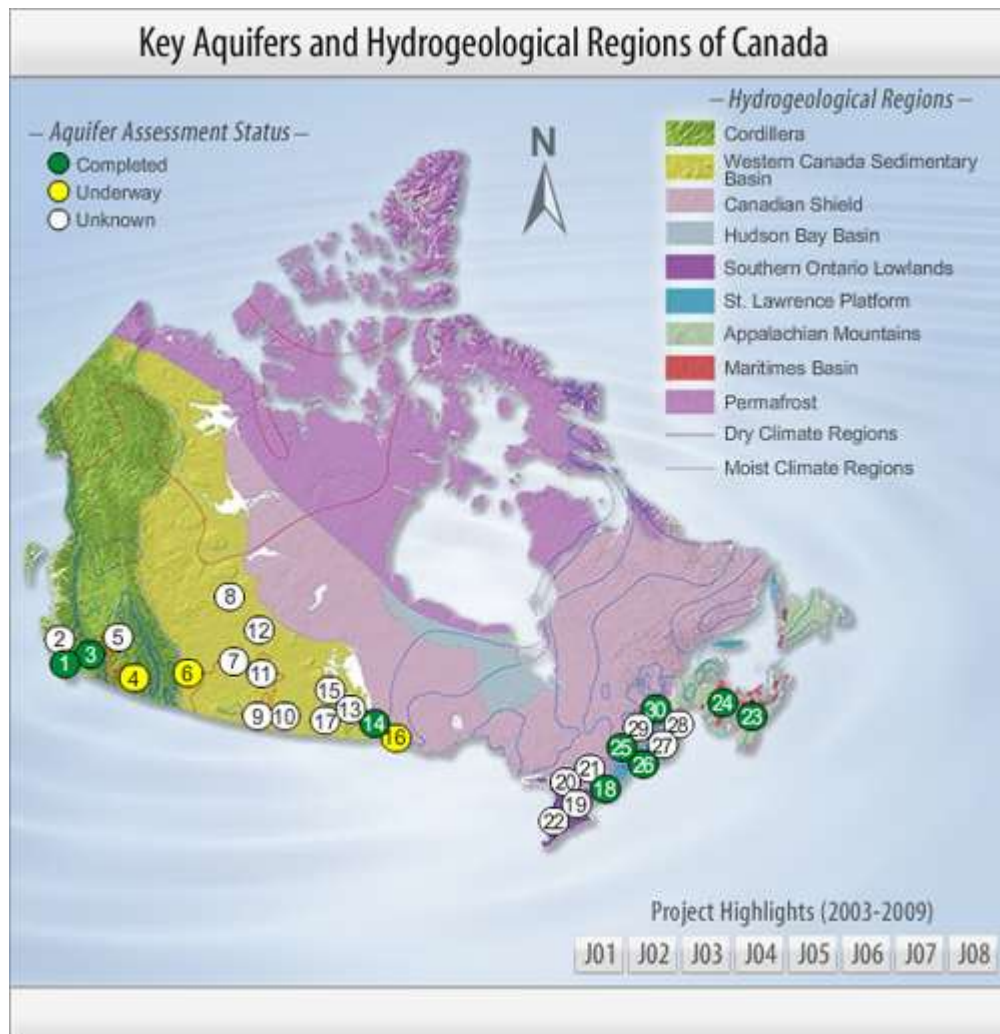 Key Aquifers and Hydrogeological Regions of Canada
– Aquifer Assessment Status –
Completed
Underway
Unknown
N
– Hydrogeological Regions –
Cordillera
Western Canada Sedimentary
Basin
Canadian Shield
Hudson Bay Basin
Southern Ontario Lowlands
St. Lawrence Platform
Appalachian Mountains
Maritimes Basin
Permafrost
Dry Climate Regions
Moist Climate Regions
8
2
5
12
3
1
4
6
7
11
15
13
9
10
17
14
16
30
24
23
29
28
25
27
26
21
20
18
19
22
Project Highlights (2003-2009)
J01 J02 J03 J04 J05 J06 J07 J08